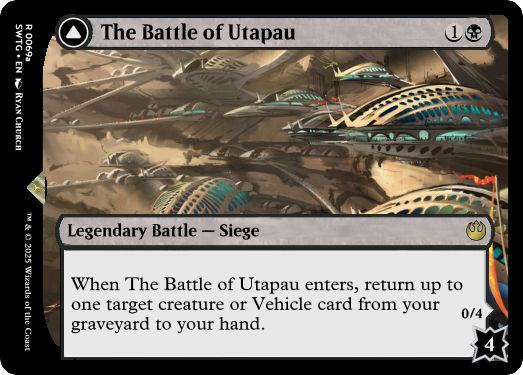 The Battle of Utapau
1
Legendary Battle — Siege
When The Battle of Utapau enters, return up to
one target creature or Vehicle card from your
graveyard to your hand.
0/4
4
R 0069a
SWTG • EN RYAN CHURCH
™ & © 2025 Wizards of the Coast